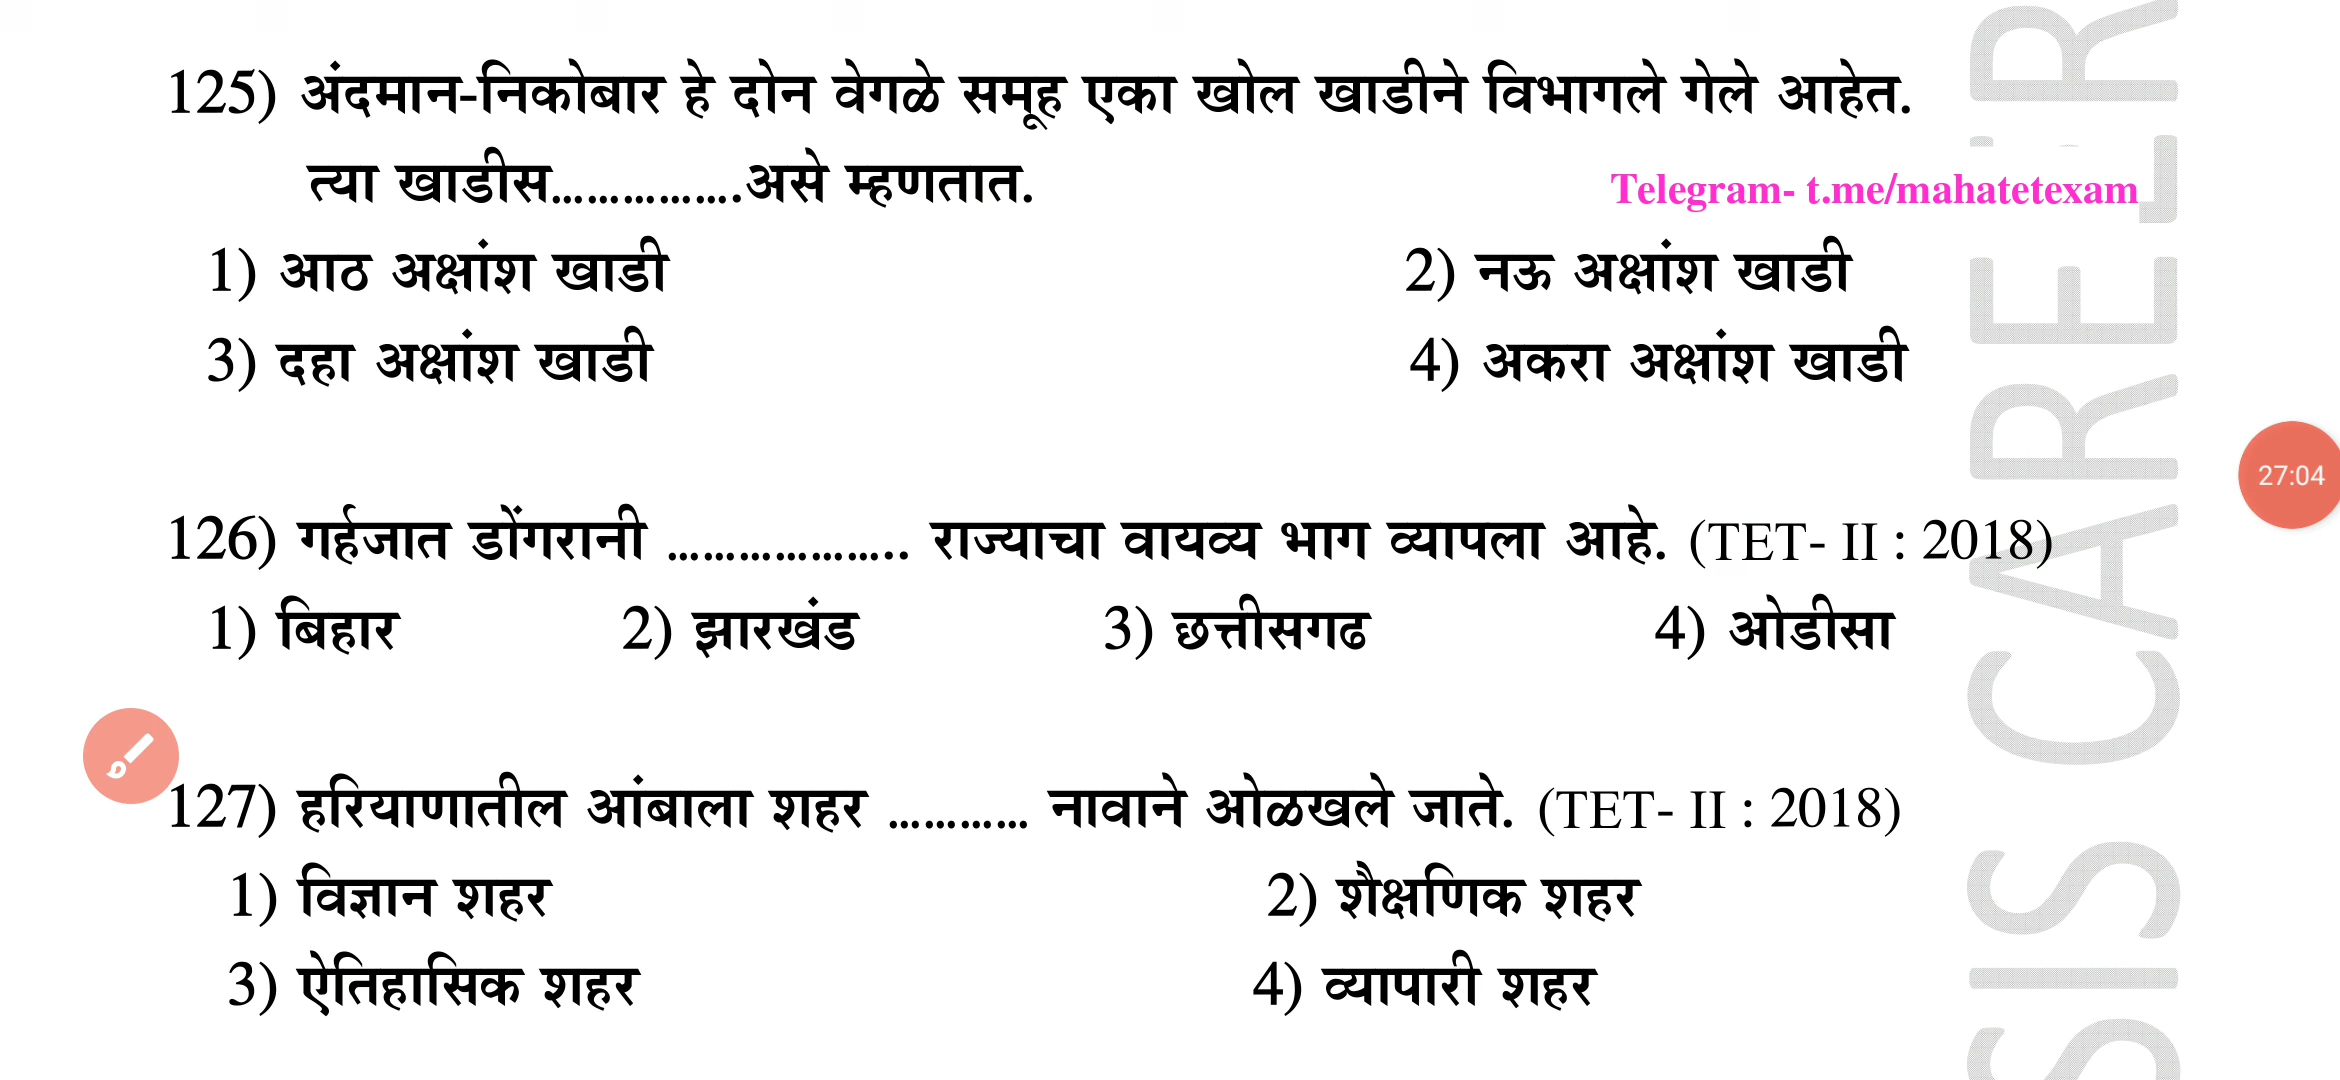 125) अंदमान-निकोबार हे दोन वेगळे समूह एका खोल खाडीने विभागले गेले आहेत.
त्या खाडीस................असे म्हणतात.
Telegram- t.me/mahatetexam
1) आठ अक्षांश खाडी 2) नऊ अक्षांश खाडी
3) दहा अक्षांश खाडी 4) अकरा अक्षांश खाडी
27:04
126) गर्हजात डोंगरानी .................... राज्याचा वायव्य भाग व्यापला आहे. (TET- II : 2018)
1) बिहार 2) झारखंड 3) छत्तीसगढ 4) ओडीसा
127) हरियाणातील आंबाला शहर ............ नावाने ओळखले जाते. (TET- II : 2018)
1) विज्ञान शहर 2) शैक्षणिक शहर
3) ऐतिहासिक शहर 4) व्यापारी शहर
SIS CAREER